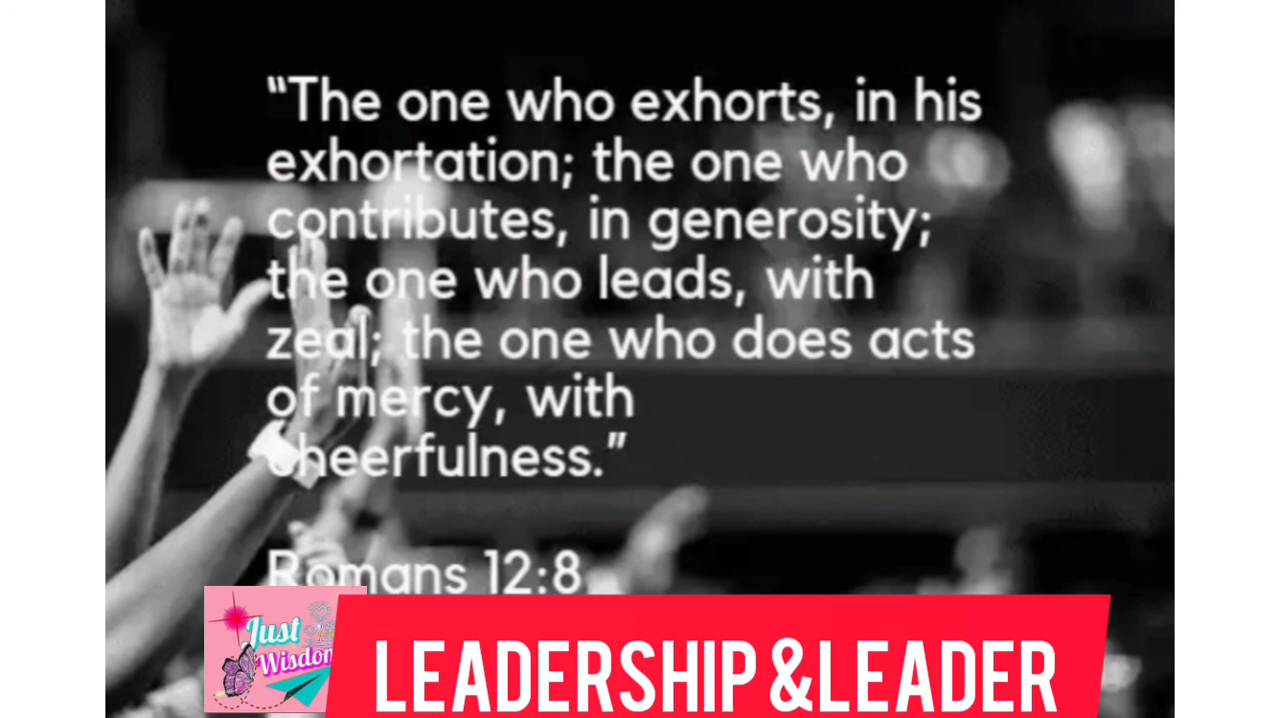 “The one who exhorts, in his
exhortation; the one who
contributes, in generosity;
the one who leads, with
zeal; the one who does acts
of mercy, with
cheerfulness.”
Romans 12:8
Just
Wisdom
LEADERSHIP &LEADER